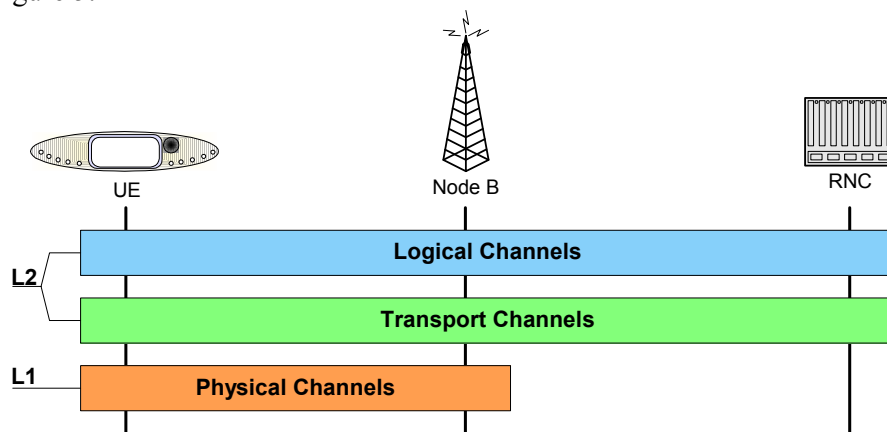 UE
Node B
RNC
Logical Channels
L2
Transport Channels
L1
Physical Channels